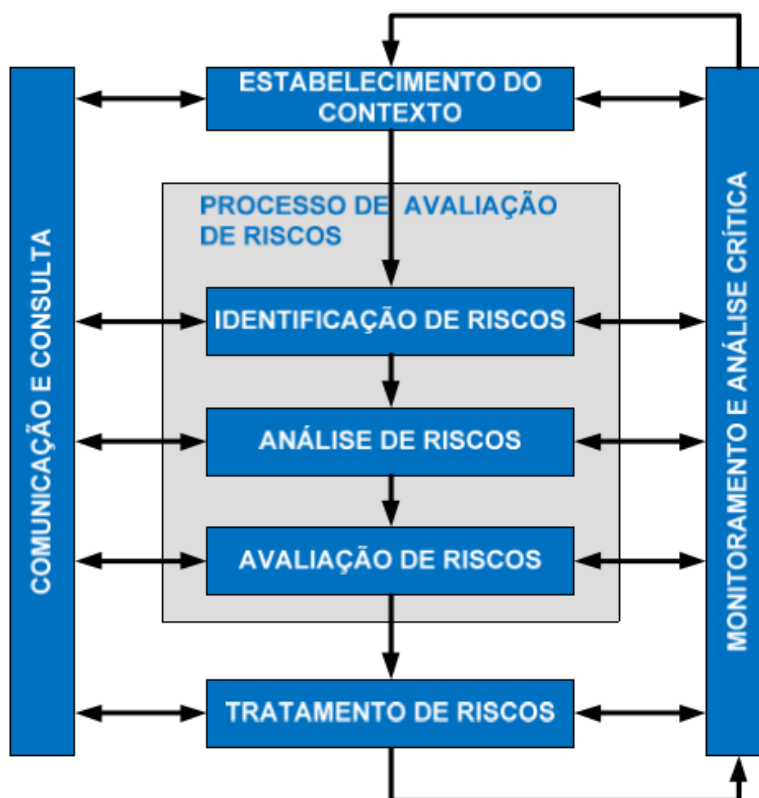 ESTABELECIMENTO DO
CONTEXTO
PROCESSO DE AVALIAÇÃO
DE RISCOS
IDENTIFICAÇÃO DE RISCOS
ANÁLISE DE RISCOS
AVALIAÇÃO DE RISCOS
TRATAMENTO DE RISCOS
COMUNICAÇÃO E CONSULTA
MONITORAMENTO E ANÁLISE CRÍTICA